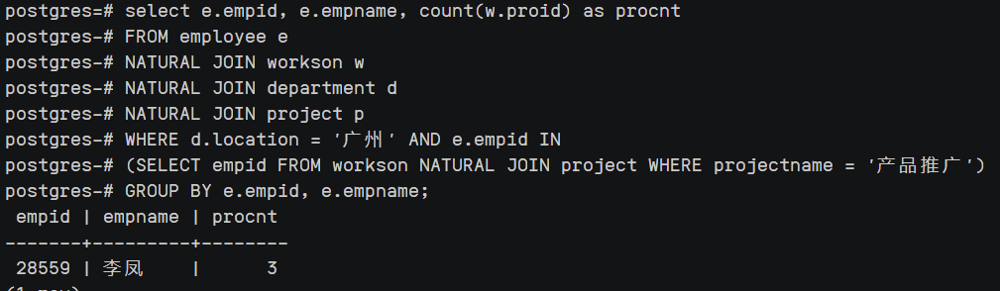 postgres=# select e.empid, e.empname, count(w.proid) as procnt
postgres-# FROM employee e
postgres-# NATURAL JOIN workson w
postgres-# NATURAL JOIN department d
postgres-# NATURAL JOIN project p
postgres-# WHERE d.location = '广州' AND e.empid IN
postgres-# (SELECT empid FROM workson NATURAL JOIN project WHERE projectname = '产品推广')
postgres-# GROUP BY e.empid, e.empname;
 empid | empname | procnt
-------+---------+--------
 28559 | 李凤    |      3
(1 row)